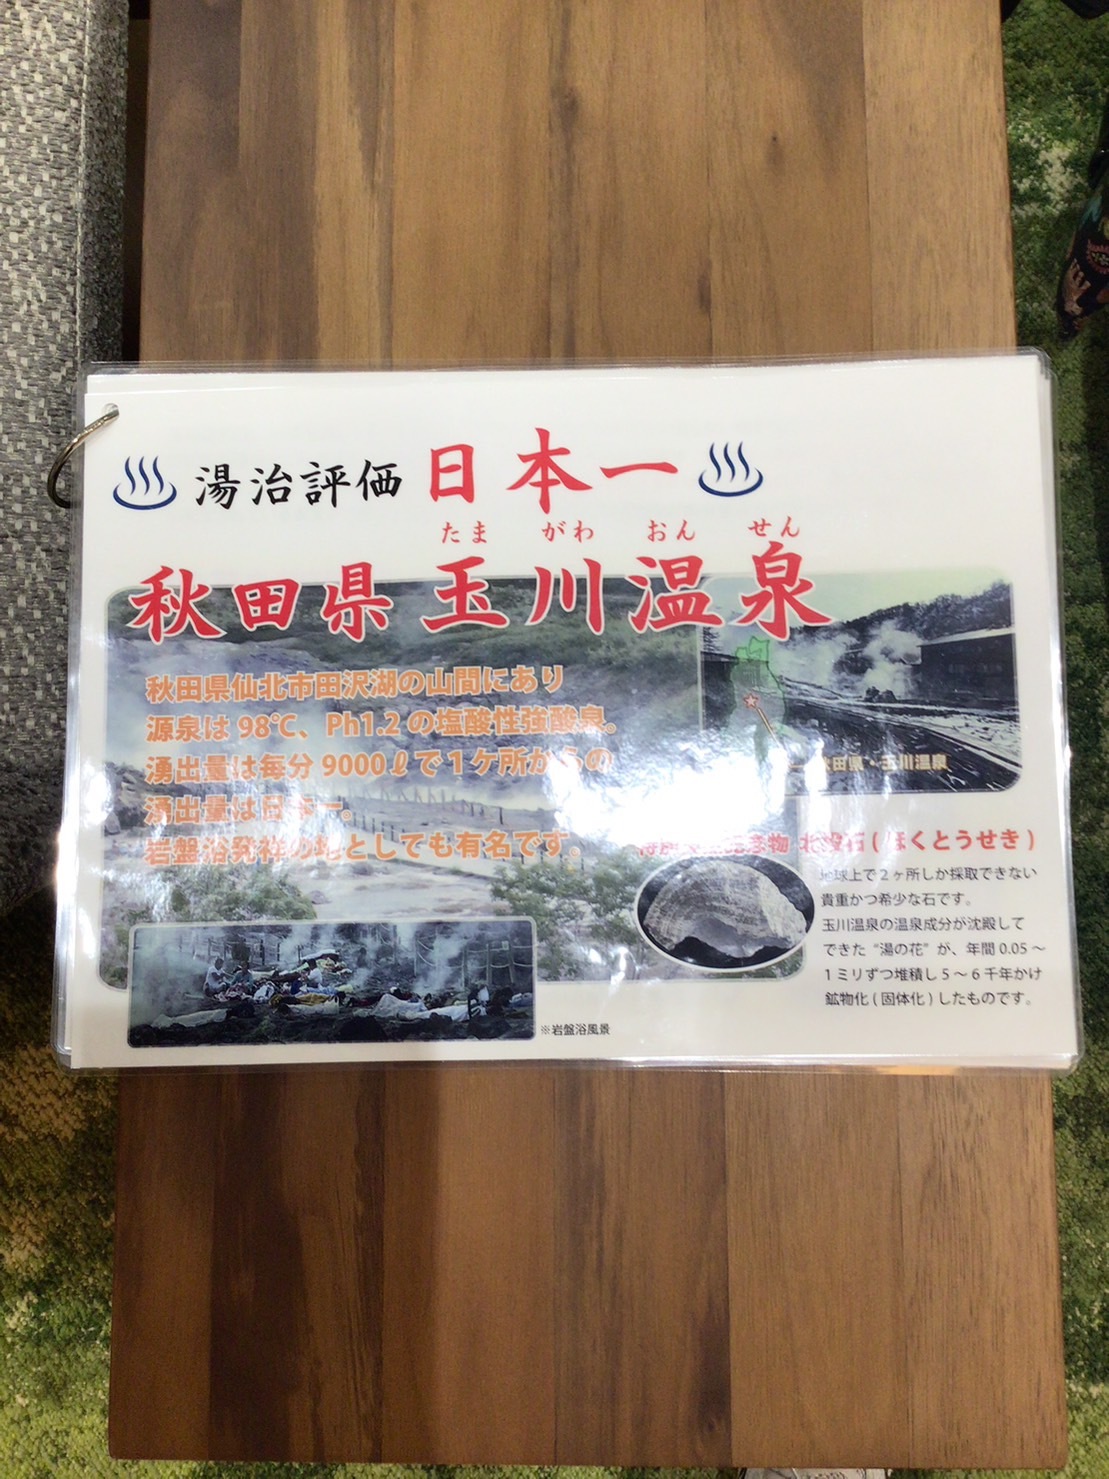 湯治評価 日本一
たま がわ おん せん
秋田県 玉川温泉
秋田県仙北市田沢湖の山間にあり
源泉は 98℃、Ph1.2 の塩酸性強酸泉。
湧出量は毎分 9000ℓで1ケ所からの
湧出量は日本一。
岩盤浴発祥の地としても有名です。
秋田県・玉川温泉
特別天然記念物 北投石 ( ほくとうせき )
地球上で2ヶ所しか採取できない
貴重かつ希少な石です。
玉川温泉の温泉成分が沈殿して
できた “湯の花” が、年間 0.05 〜
1ミリずつ堆積し 5 〜 6 千年かけ
鉱物化 ( 固体化 ) したものです。
※岩盤浴風景